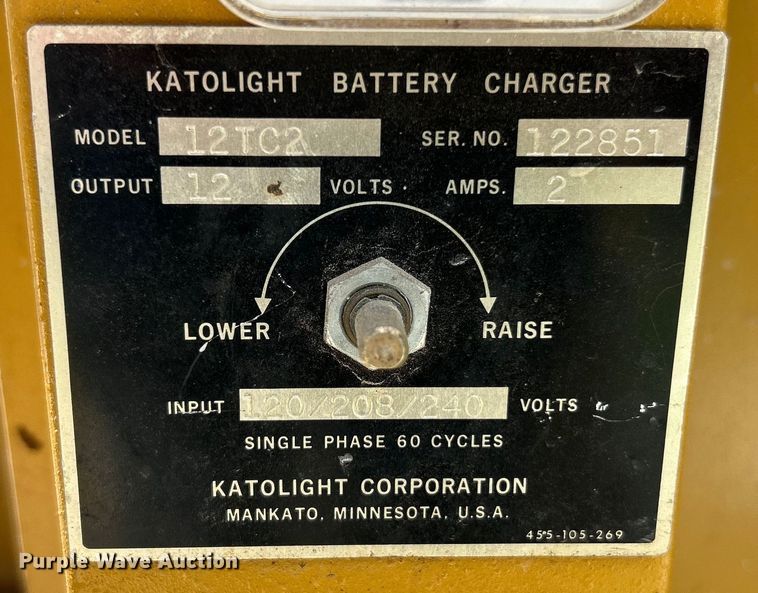 KATOLIGHT BATTERY CHARGER
MODEL 12TC2 SER. NO. 122851
OUTPUT 12 VOLTS AMPS. 2
LOWER RAISE
INPUT 120/208/240 VOLTS
SINGLE PHASE 60 CYCLES
KATOLIGHT CORPORATION
MANKATO, MINNESOTA, U.S.A.
455-105-269
Purple Wave Auction